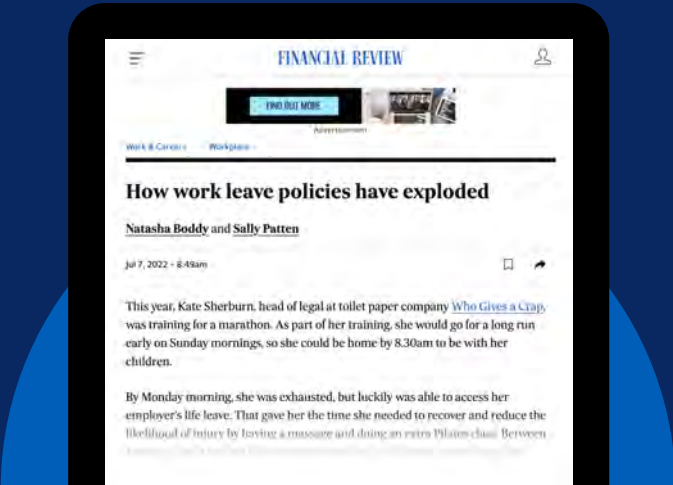 FINANCIAL REVIEW
FIND OUT MORE
Advertisement
Work & Careers Workplace
How work leave policies have exploded
Natasha Boddy and Sally Patten
Jul 7, 2022 – 8.49am
This year, Kate Sherburn, head of legal at toilet paper company Who Gives a Crap,
was training for a marathon. As part of her training, she would go for a long run
early on Sunday mornings, so she could be home by 8.30am to be with her
children.
By Monday morning, she was exhausted, but luckily was able to access her
employer's life leave. That gave her the time she needed to recover and reduce the
likelihood of injury by having a massage and doing an extra Pilates class. Between